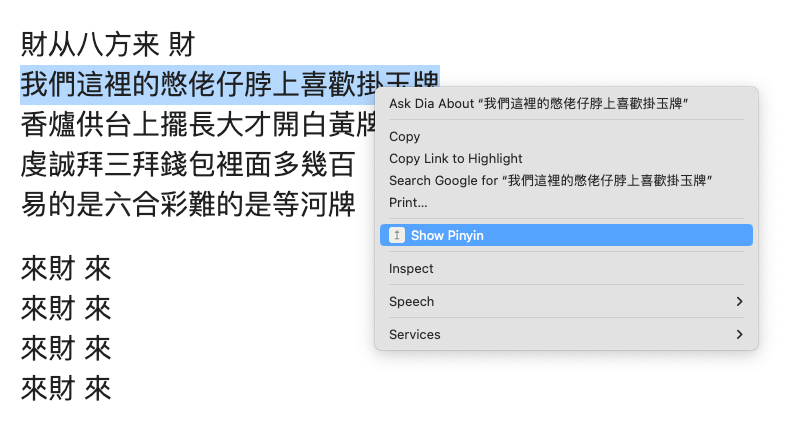 財从八方来 財
我們這裡的憋佬仔脖上喜歡掛玉牌
香爐供台上擺長大才開白黃牌
虔誠拜三拜錢包裡面多幾百
易的是六合彩難的是等河牌
來財 來
來財 來
來財 來
來財 來
Ask Dia About “我們這裡的憋佬仔脖上喜歡掛玉牌”
Copy
Copy Link to Highlight
Search Google for “我們這裡的憋佬仔脖上喜歡掛玉牌”
Print...
Show Pinyin
Inspect
Speech
Services